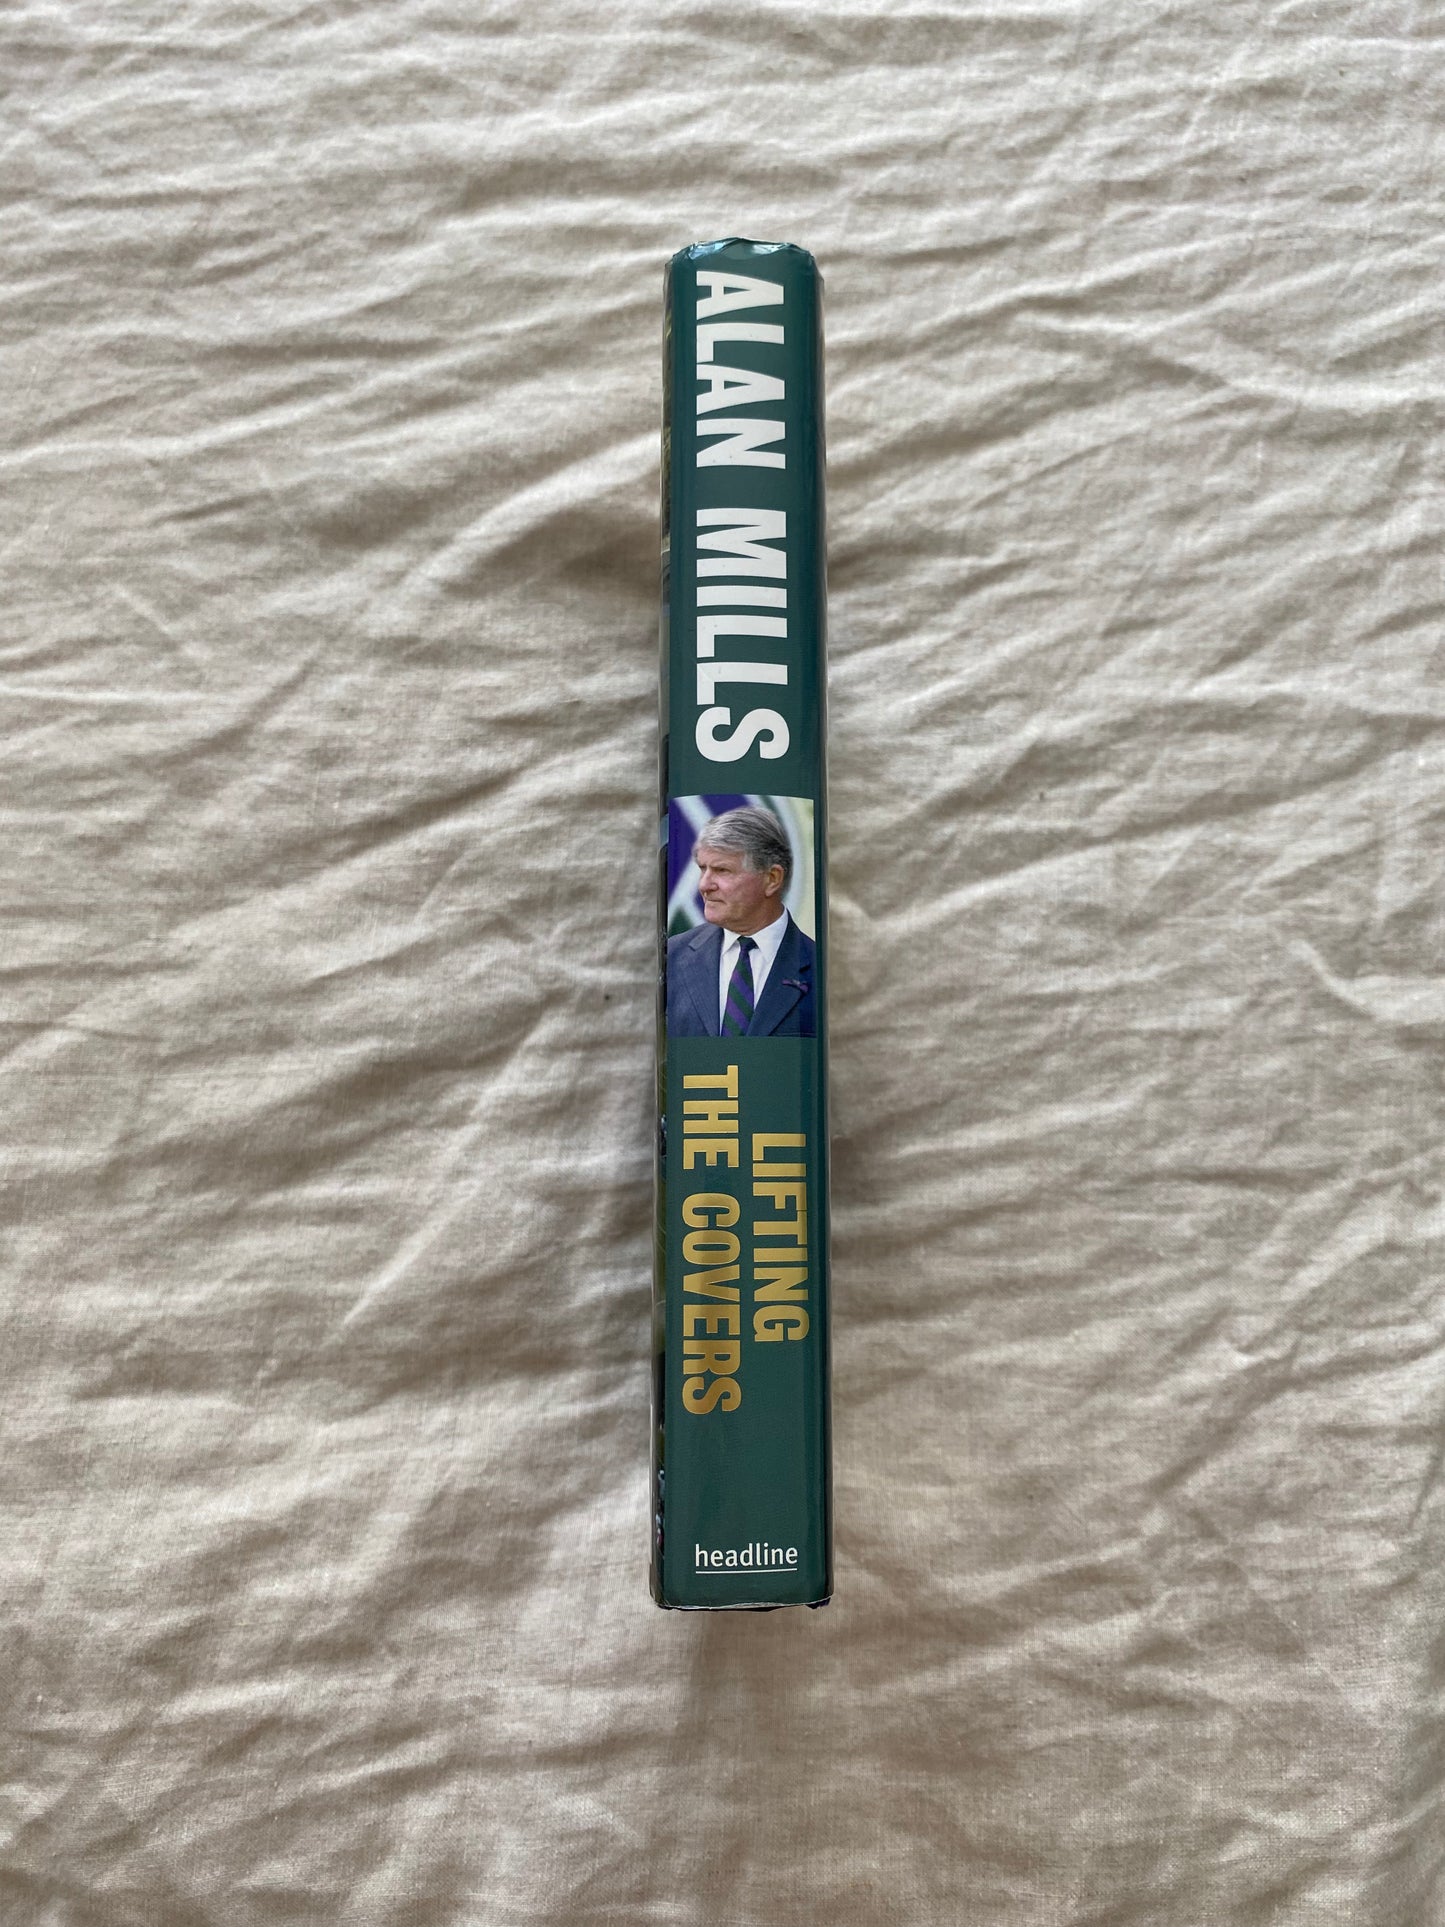 ALAN MILLS
LIFTING
THE COVERS
headline